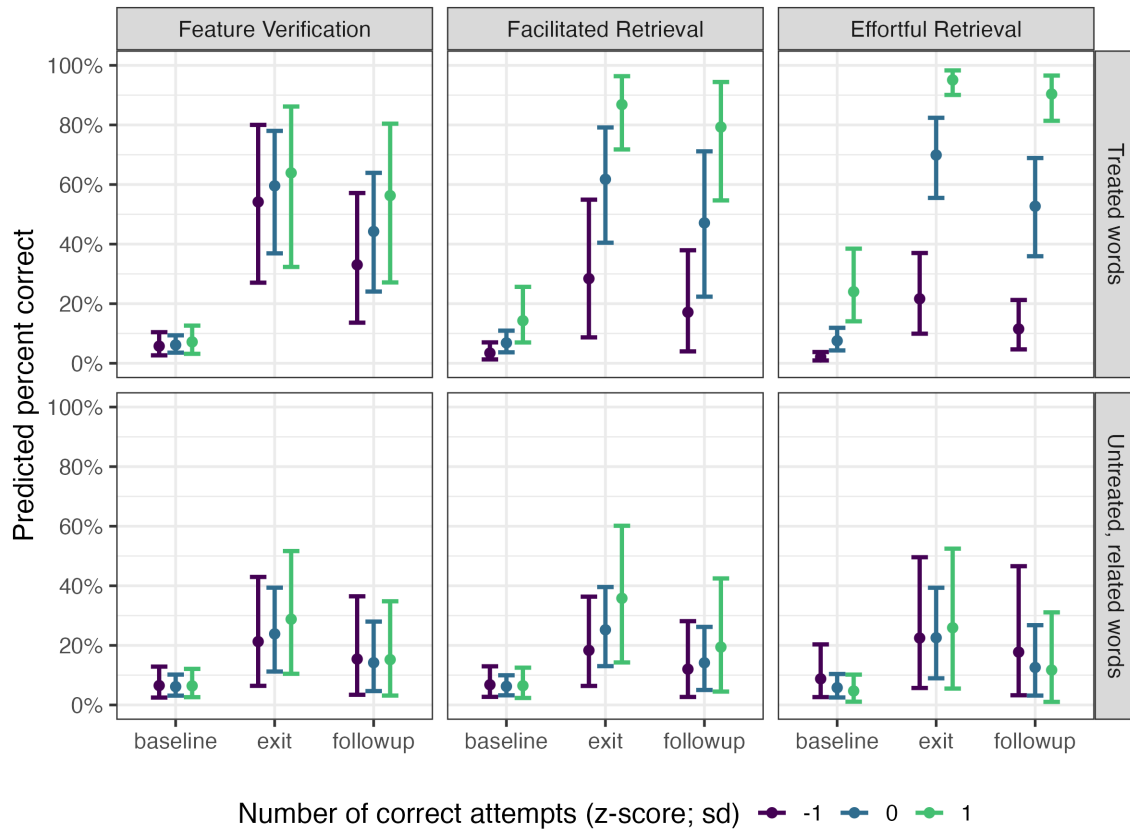 Feature Verification
Facilitated Retrieval
Effortful Retrieval
Predicted percent correct
100%
80%
60%
40%
20%
0%
Treated words
100%
80%
60%
40%
20%
0%
Untreated, related words
baseline exit followup
baseline exit followup
baseline exit followup
Number of correct attempts (z-score; sd) -1 0 1